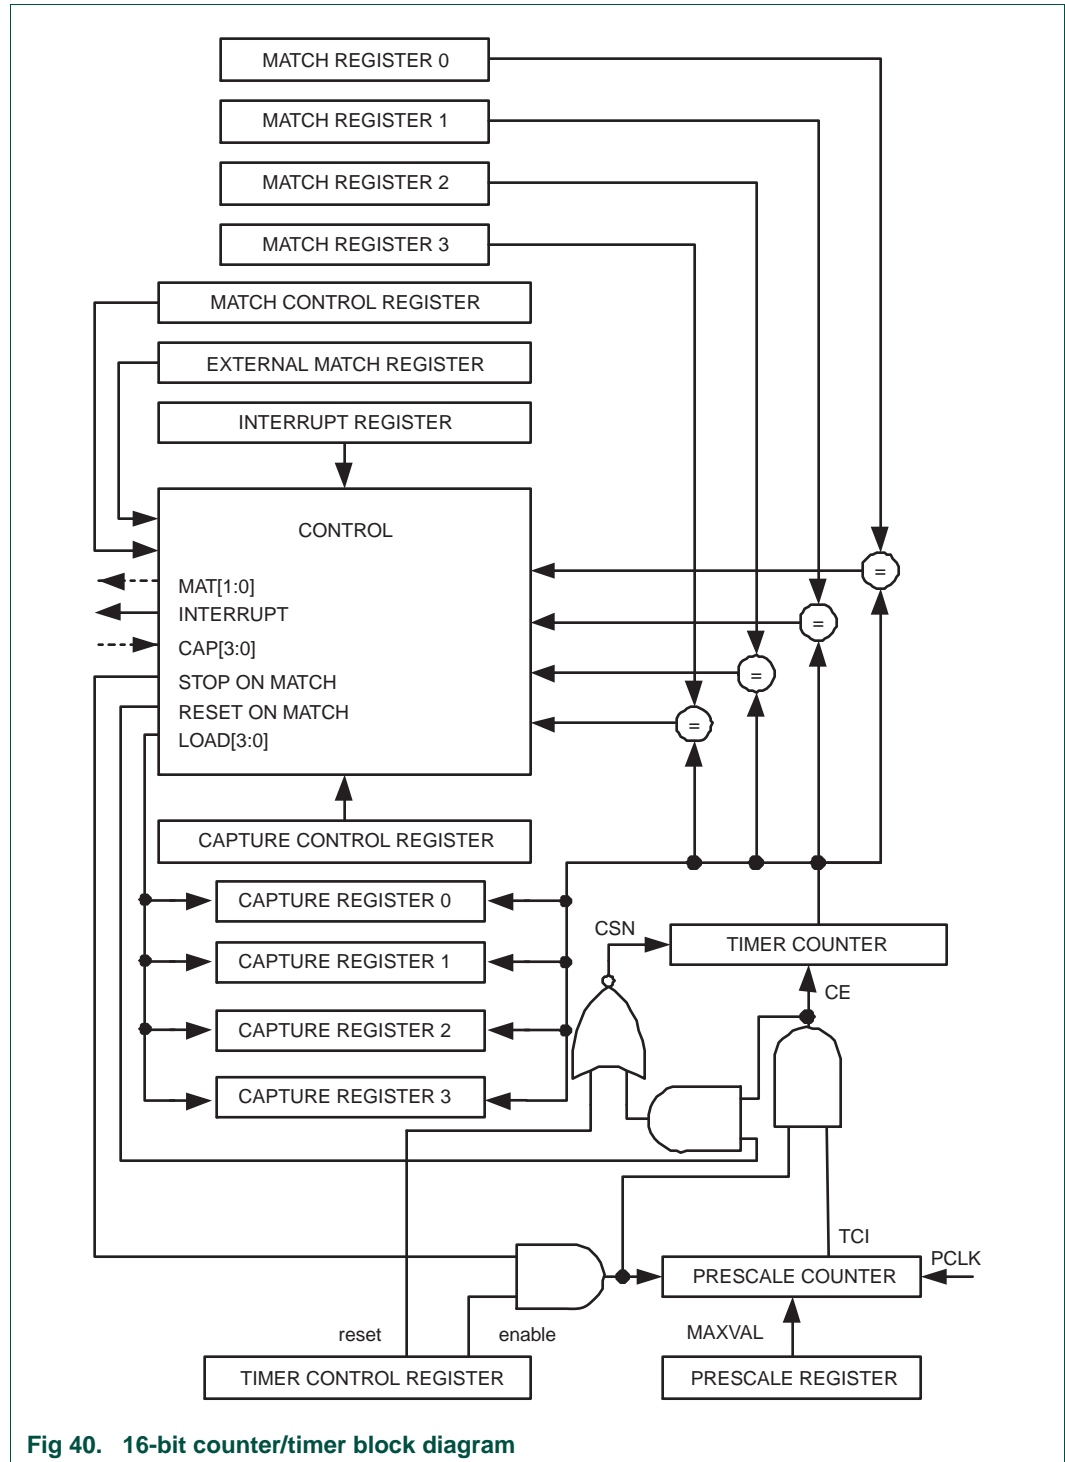 MATCH REGISTER 0
MATCH REGISTER 1
MATCH REGISTER 2
MATCH REGISTER 3
MATCH CONTROL REGISTER
EXTERNAL MATCH REGISTER
INTERRUPT REGISTER
CONTROL
MAT[1:0]
INTERRUPT
CAP[3:0]
STOP ON MATCH
RESET ON MATCH
LOAD[3:0]
=
=
=
=
CAPTURE CONTROL REGISTER
CAPTURE REGISTER 0
CAPTURE REGISTER 1
CAPTURE REGISTER 2
CAPTURE REGISTER 3
CSN
TIMER COUNTER
CE
TCI
PCLK
PRESCALE COUNTER
reset
enable
MAXVAL
TIMER CONTROL REGISTER
PRESCALE REGISTER
Fig 40. 16-bit counter/timer block diagram